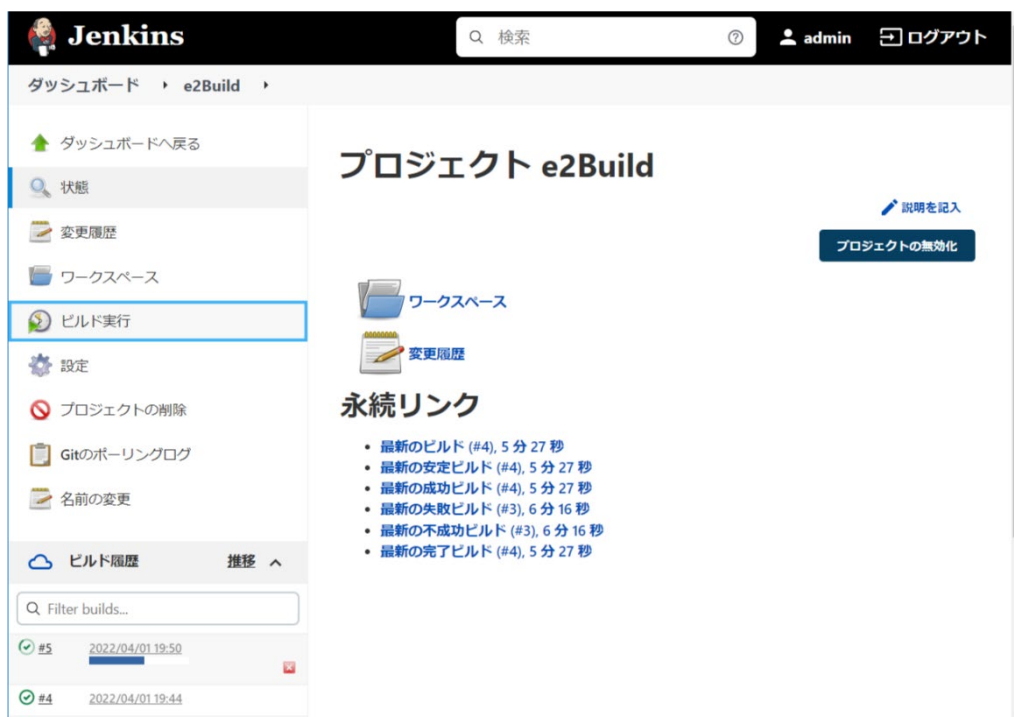 Jenkins
検索
admin
ログアウト
ダッシュボード
e2Build
ダッシュボードへ戻る
状態
変更履歴
ワークスペース
ビルド実行
設定
プロジェクトの削除
Gitのポーリングログ
名前の変更
ビルド履歴
推移
Filter builds...
#5 2022/04/01 19:50
#4 2022/04/01 19:44
プロジェクト e2Build
説明を記入
プロジェクトの無効化
ワークスペース
変更履歴
永続リンク
最新のビルド (#4), 5 分 27 秒
最新の安定ビルド (#4), 5 分 27 秒
最新の成功ビルド (#4), 5 分 27 秒
最新の失敗ビルド (#3), 6 分 16 秒
最新の不成功ビルド (#3), 6 分 16 秒
最新の完了ビルド (#4), 5 分 27 秒